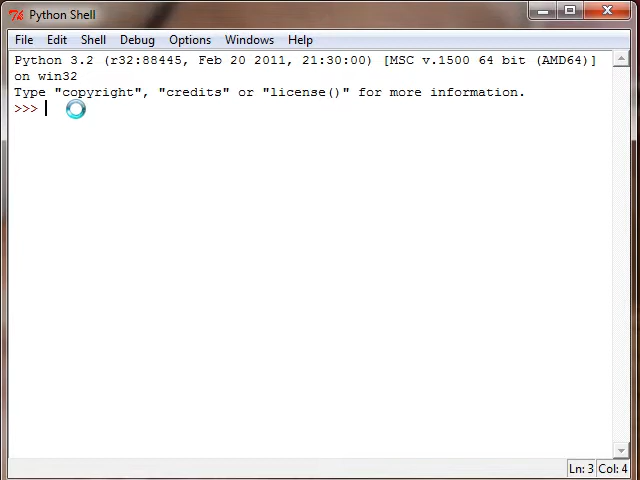 Python Shell
File Edit Shell Debug Options Windows Help
Python 3.2 (r32:88445, Feb 20 2011, 21:30:00) [MSC v.1500 64 bit (AMD64)]
on win32
Type "copyright", "credits" or "license()" for more information.
>>>
Ln: 3 Col: 4